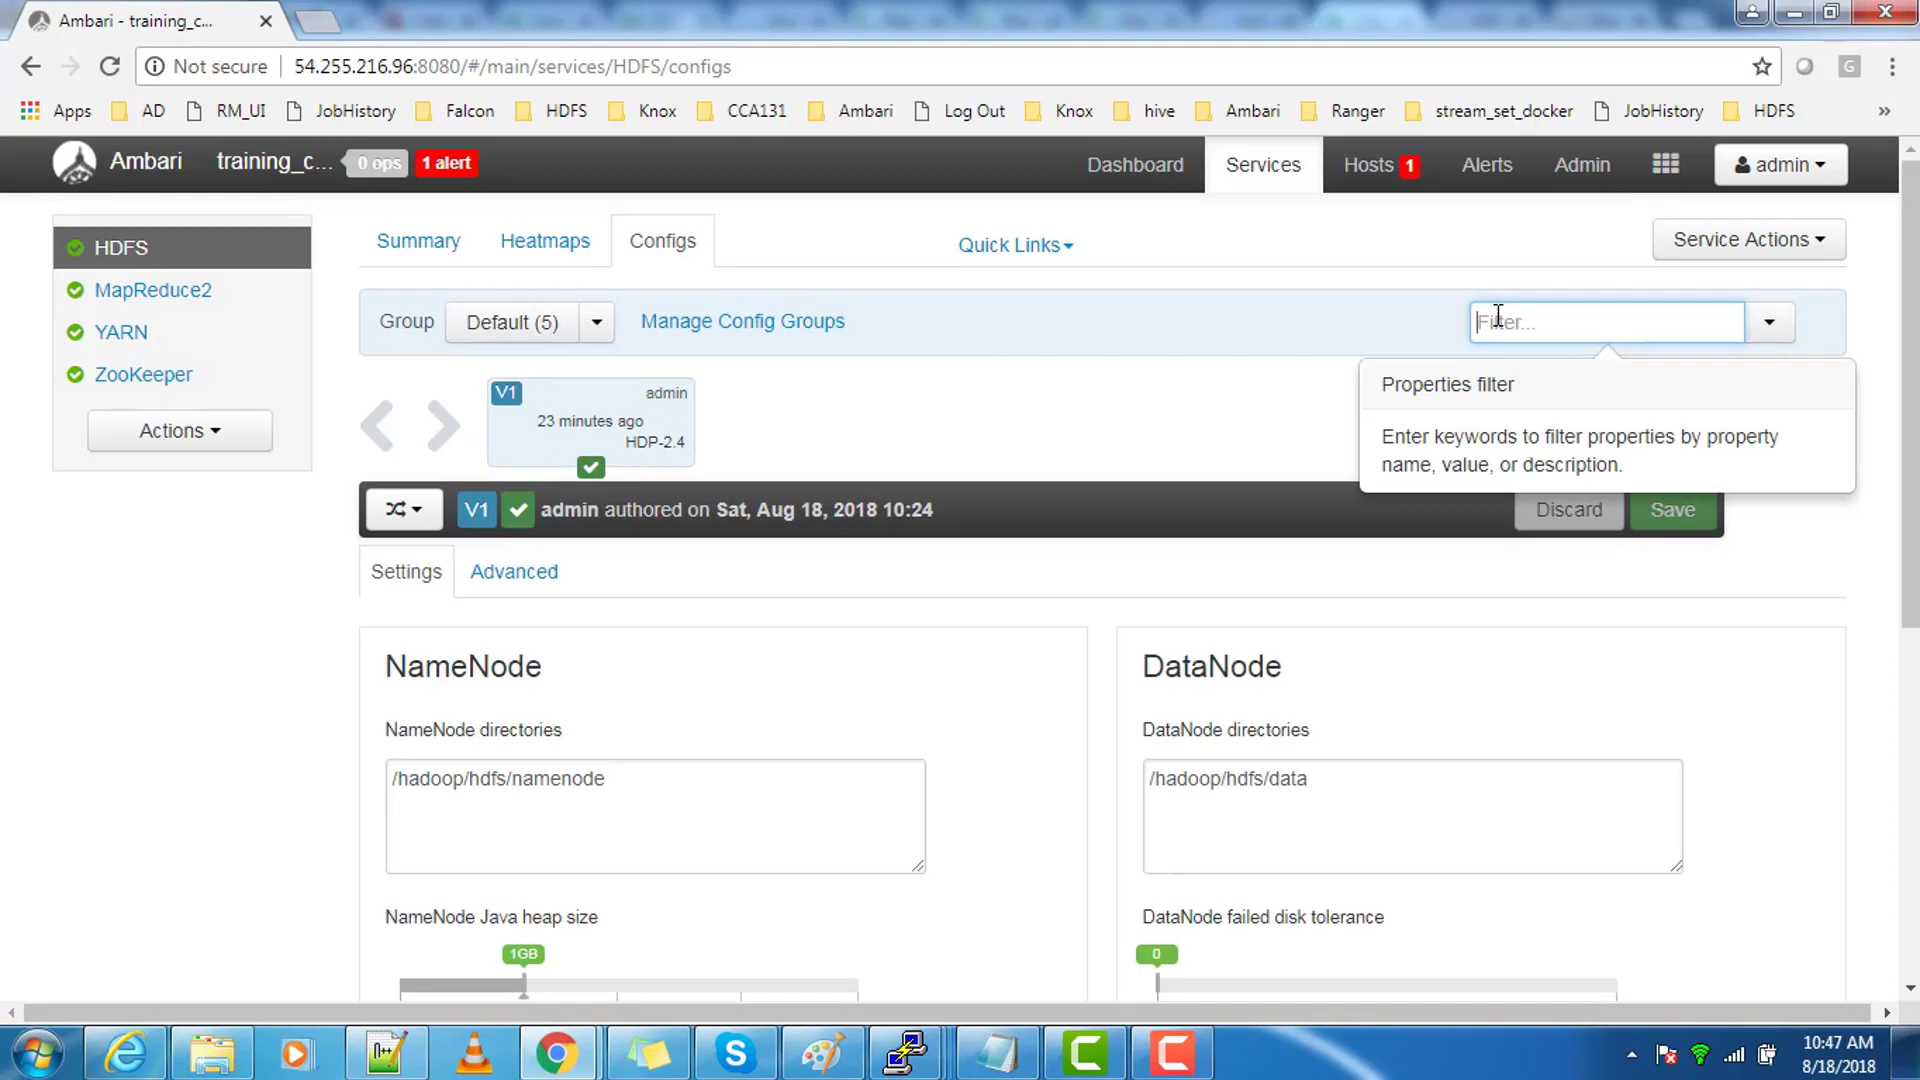 Ambari - training_c...
Not secure
54.255.216.96:8080/#/main/services/HDFS/configs
G
Apps AD RM_UI JobHistory Falcon HDFS Knox CCA131 Ambari Log Out Knox hive Ambari Ranger stream_set_docker JobHistory HDFS »
Ambari training_c... 0 ops 1 alert Dashboard Services Hosts 1 Alerts Admin admin
HDFS
MapReduce2
YARN
ZooKeeper
Actions
Summary Heatmaps Configs Quick Links Service Actions
Group Default (5) Manage Config Groups Filter...
Properties filter
Enter keywords to filter properties by property
name, value, or description.
V1 admin
23 minutes ago
HDP-2.4
V1 admin authored on Sat, Aug 18, 2018 10:24 Discard Save
Settings Advanced
NameNode
NameNode directories
/hadoop/hdfs/namenode
NameNode Java heap size
1GB
DataNode
DataNode directories
/hadoop/hdfs/data
DataNode failed disk tolerance
0
n++
S
10:47 AM
8/18/2018